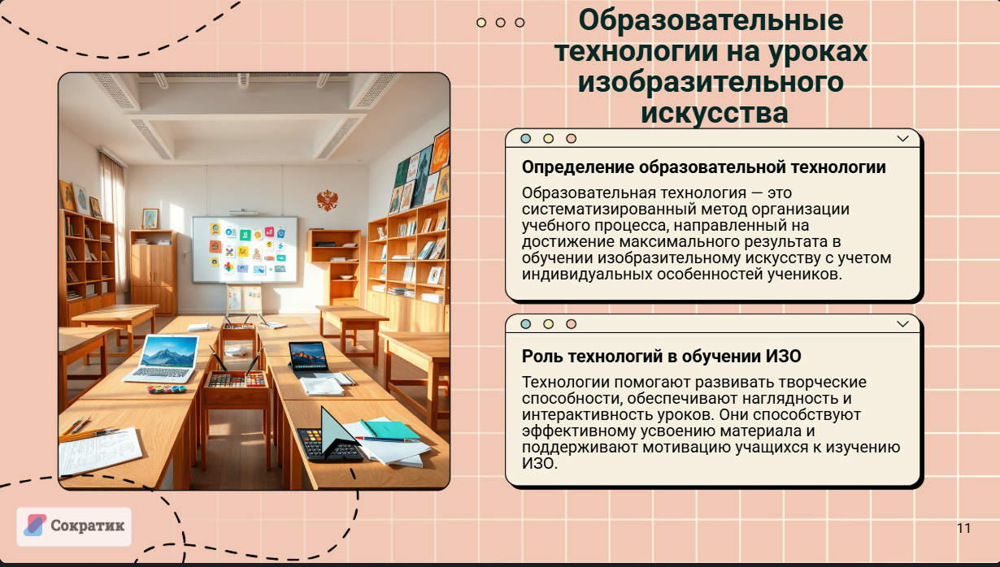 Образовательные
технологии на уроках
изобразительного
искусства
Определение образовательной технологии
Образовательная технология — это
систематизированный метод организации
учебного процесса, направленный на
достижение максимального результата в
обучении изобразительному искусству с учетом
индивидуальных особенностей учеников.
Роль технологий в обучении ИЗО
Технологии помогают развивать творческие
способности, обеспечивают наглядность и
интерактивность уроков. Они способствуют
эффективному усвоению материала и
поддерживают мотивацию учащихся к изучению
ИЗО.
Сократик
11